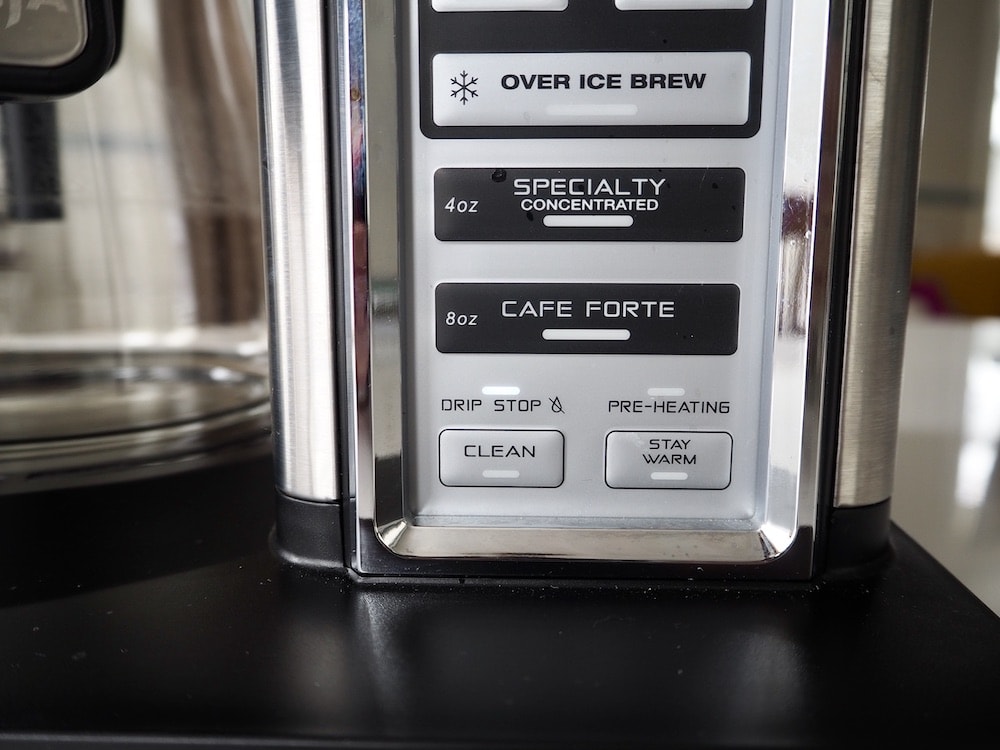 OVER ICE BREW
4oz
SPECIALTY
CONCENTRATED
8oz
CAFE FORTE
DRIP STOP
PRE-HEATING
CLEAN
STAY
WARM